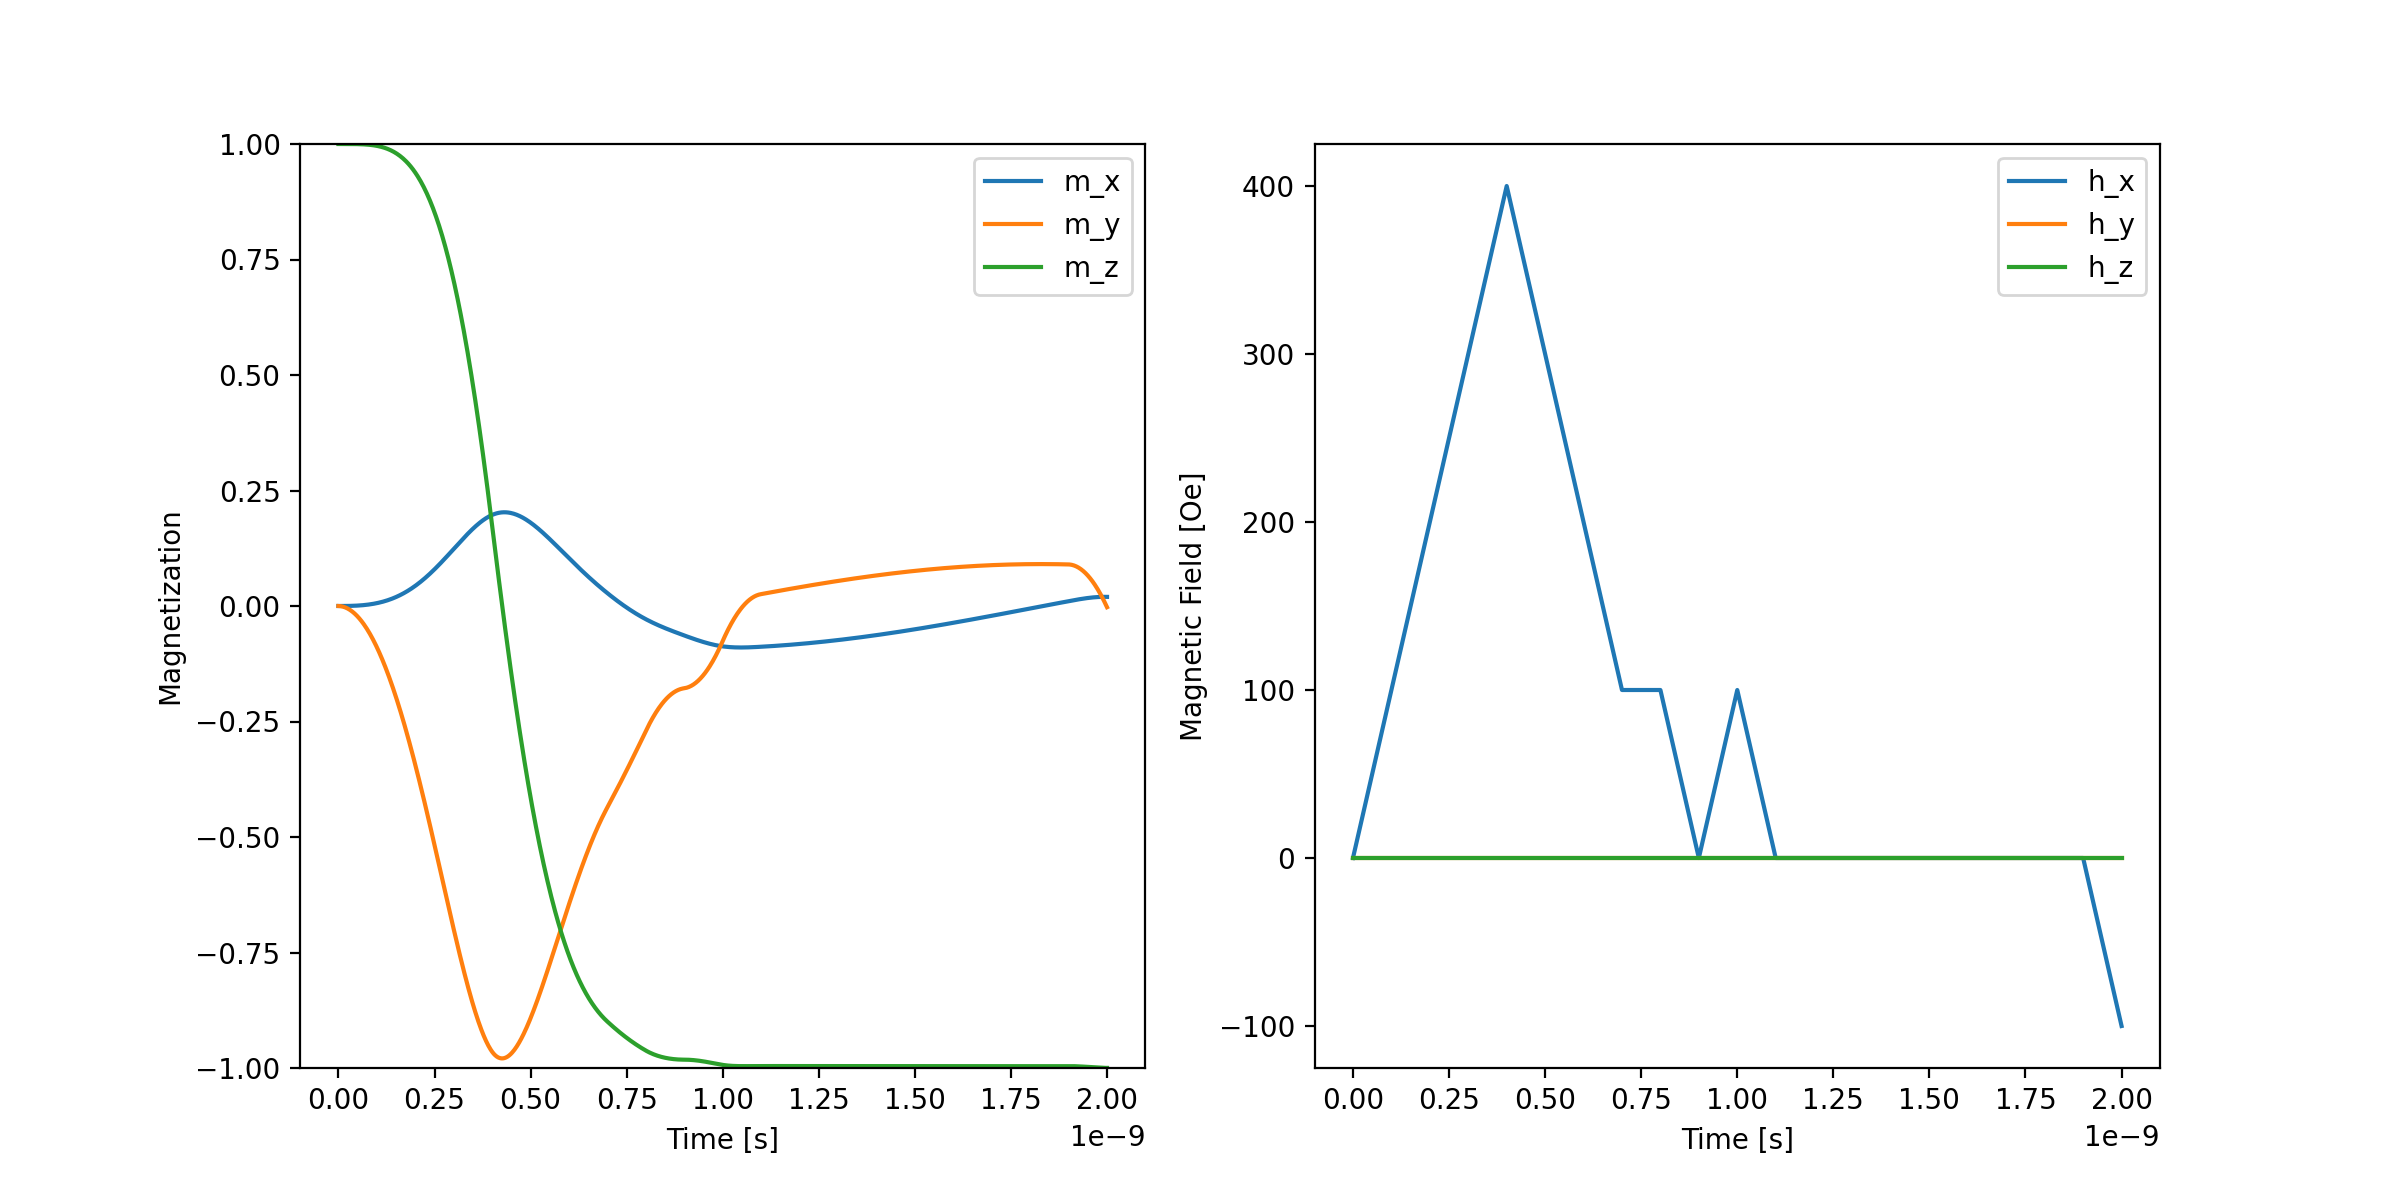 Magnetization
1.00
0.75
0.50
0.25
0.00
−0.25
−0.50
−0.75
−1.00
0.00 0.25 0.50 0.75 1.00 1.25 1.50 1.75 2.00
Time [s]
1e−9
m_x
m_y
m_z
Magnetic Field [Oe]
400
300
200
100
0
−100
0.00 0.25 0.50 0.75 1.00 1.25 1.50 1.75 2.00
Time [s]
1e−9
h_x
h_y
h_z